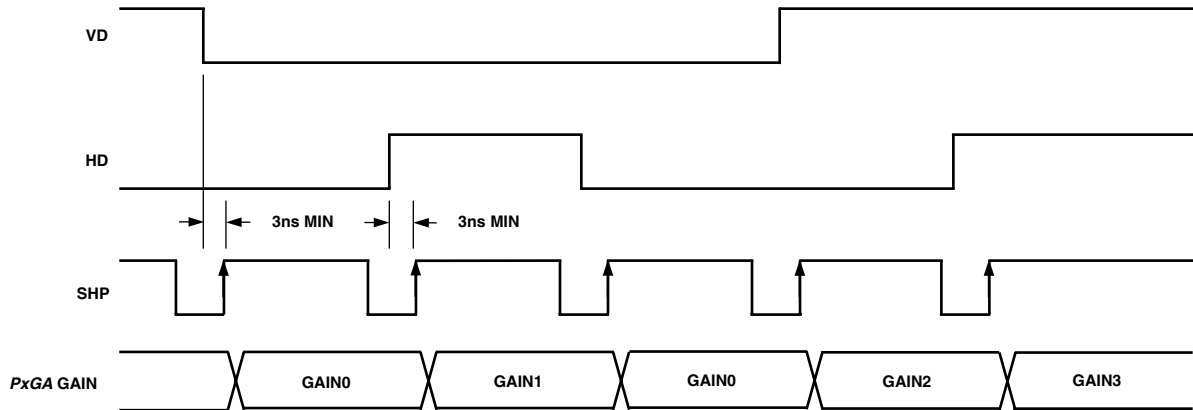 VD
HD
3ns MIN 3ns MIN
SHP
PxGA GAIN GAIN0 GAIN1 GAIN0 GAIN2 GAIN3